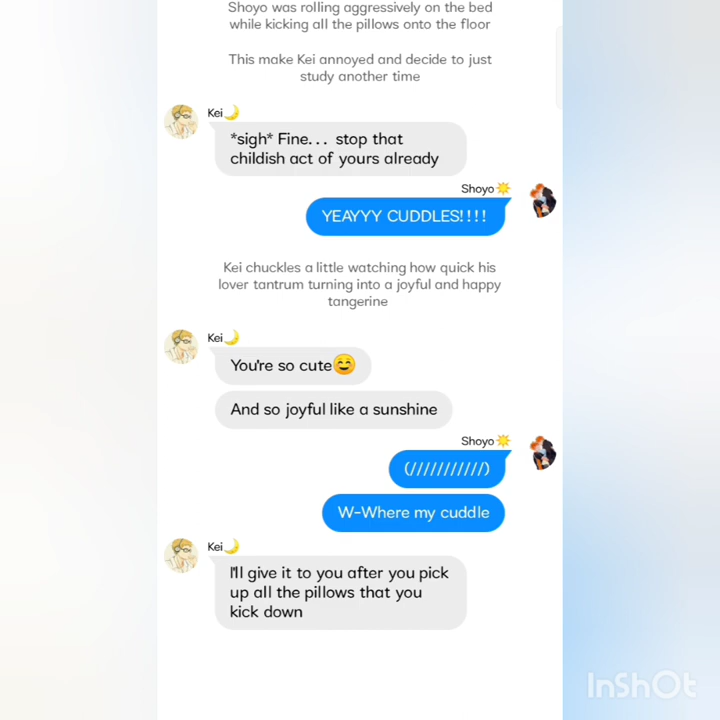 Shoyo was rolling aggressively on the bed
while kicking all the pillows onto the floor
This make Kei annoyed and decide to just
study another time
Kei🌙
*sigh* Fine... stop that
childish act of yours already
Shoyo☀️
YEAYYY CUDDLES!!!!
Kei chuckles a little watching how quick his
lover tantrum turning into a joyful and happy
tangerine
Kei🌙
You're so cute😊
And so joyful like a sunshine
Shoyo☀️
(///////////)
W-Where my cuddle
Kei🌙
I'll give it to you after you pick
up all the pillows that you
kick down
InShOt